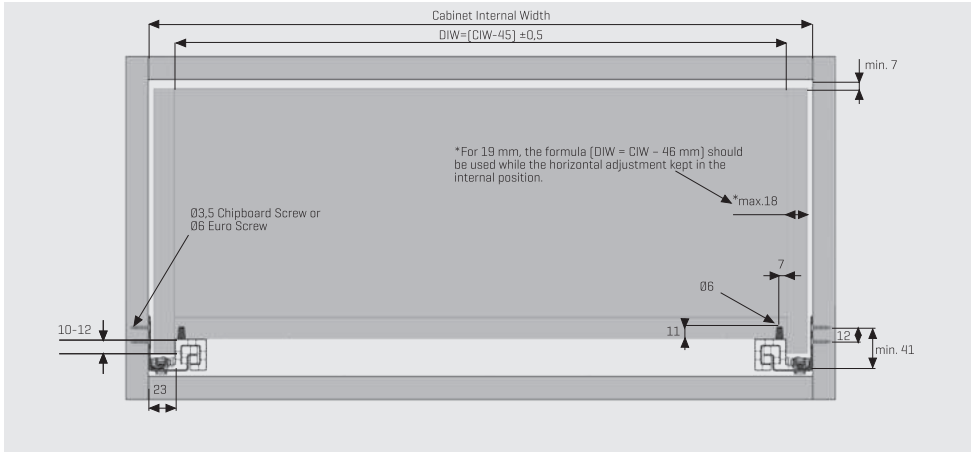 Cabinet Internal Width
DIW=(CIW-45) ±0,5
min. 7
*For 19 mm, the formula (DIW = CIW – 46 mm) should
be used while the horizontal adjustment kept in the
internal position.
*max.18
Ø3,5 Chipboard Screw or
Ø6 Euro Screw
7
Ø6
10-12
11
12
min. 41
23